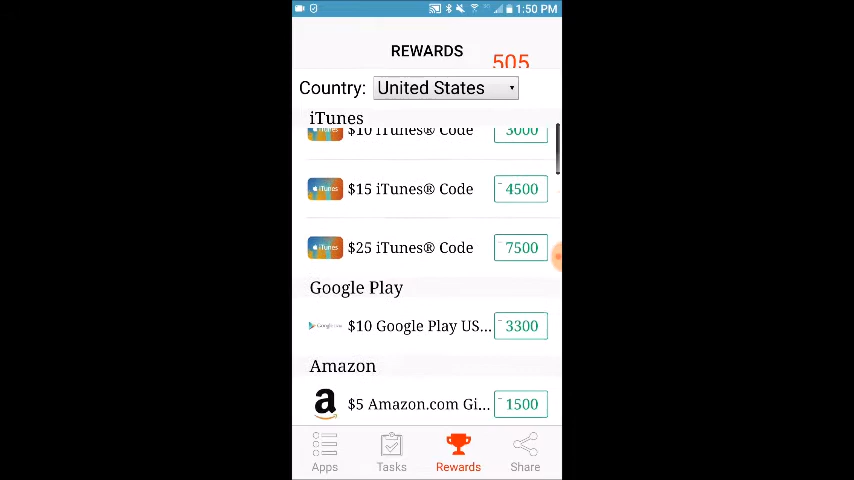 1:50 PM
REWARDS
505
Country: United States
iTunes
$10 iTunes® Code 3000
iTunes $15 iTunes® Code 4500
iTunes $25 iTunes® Code 7500
Google Play
$10 Google Play US... 3300
Amazon
a $5 Amazon.com Gi... 1500
Apps Tasks Rewards Share